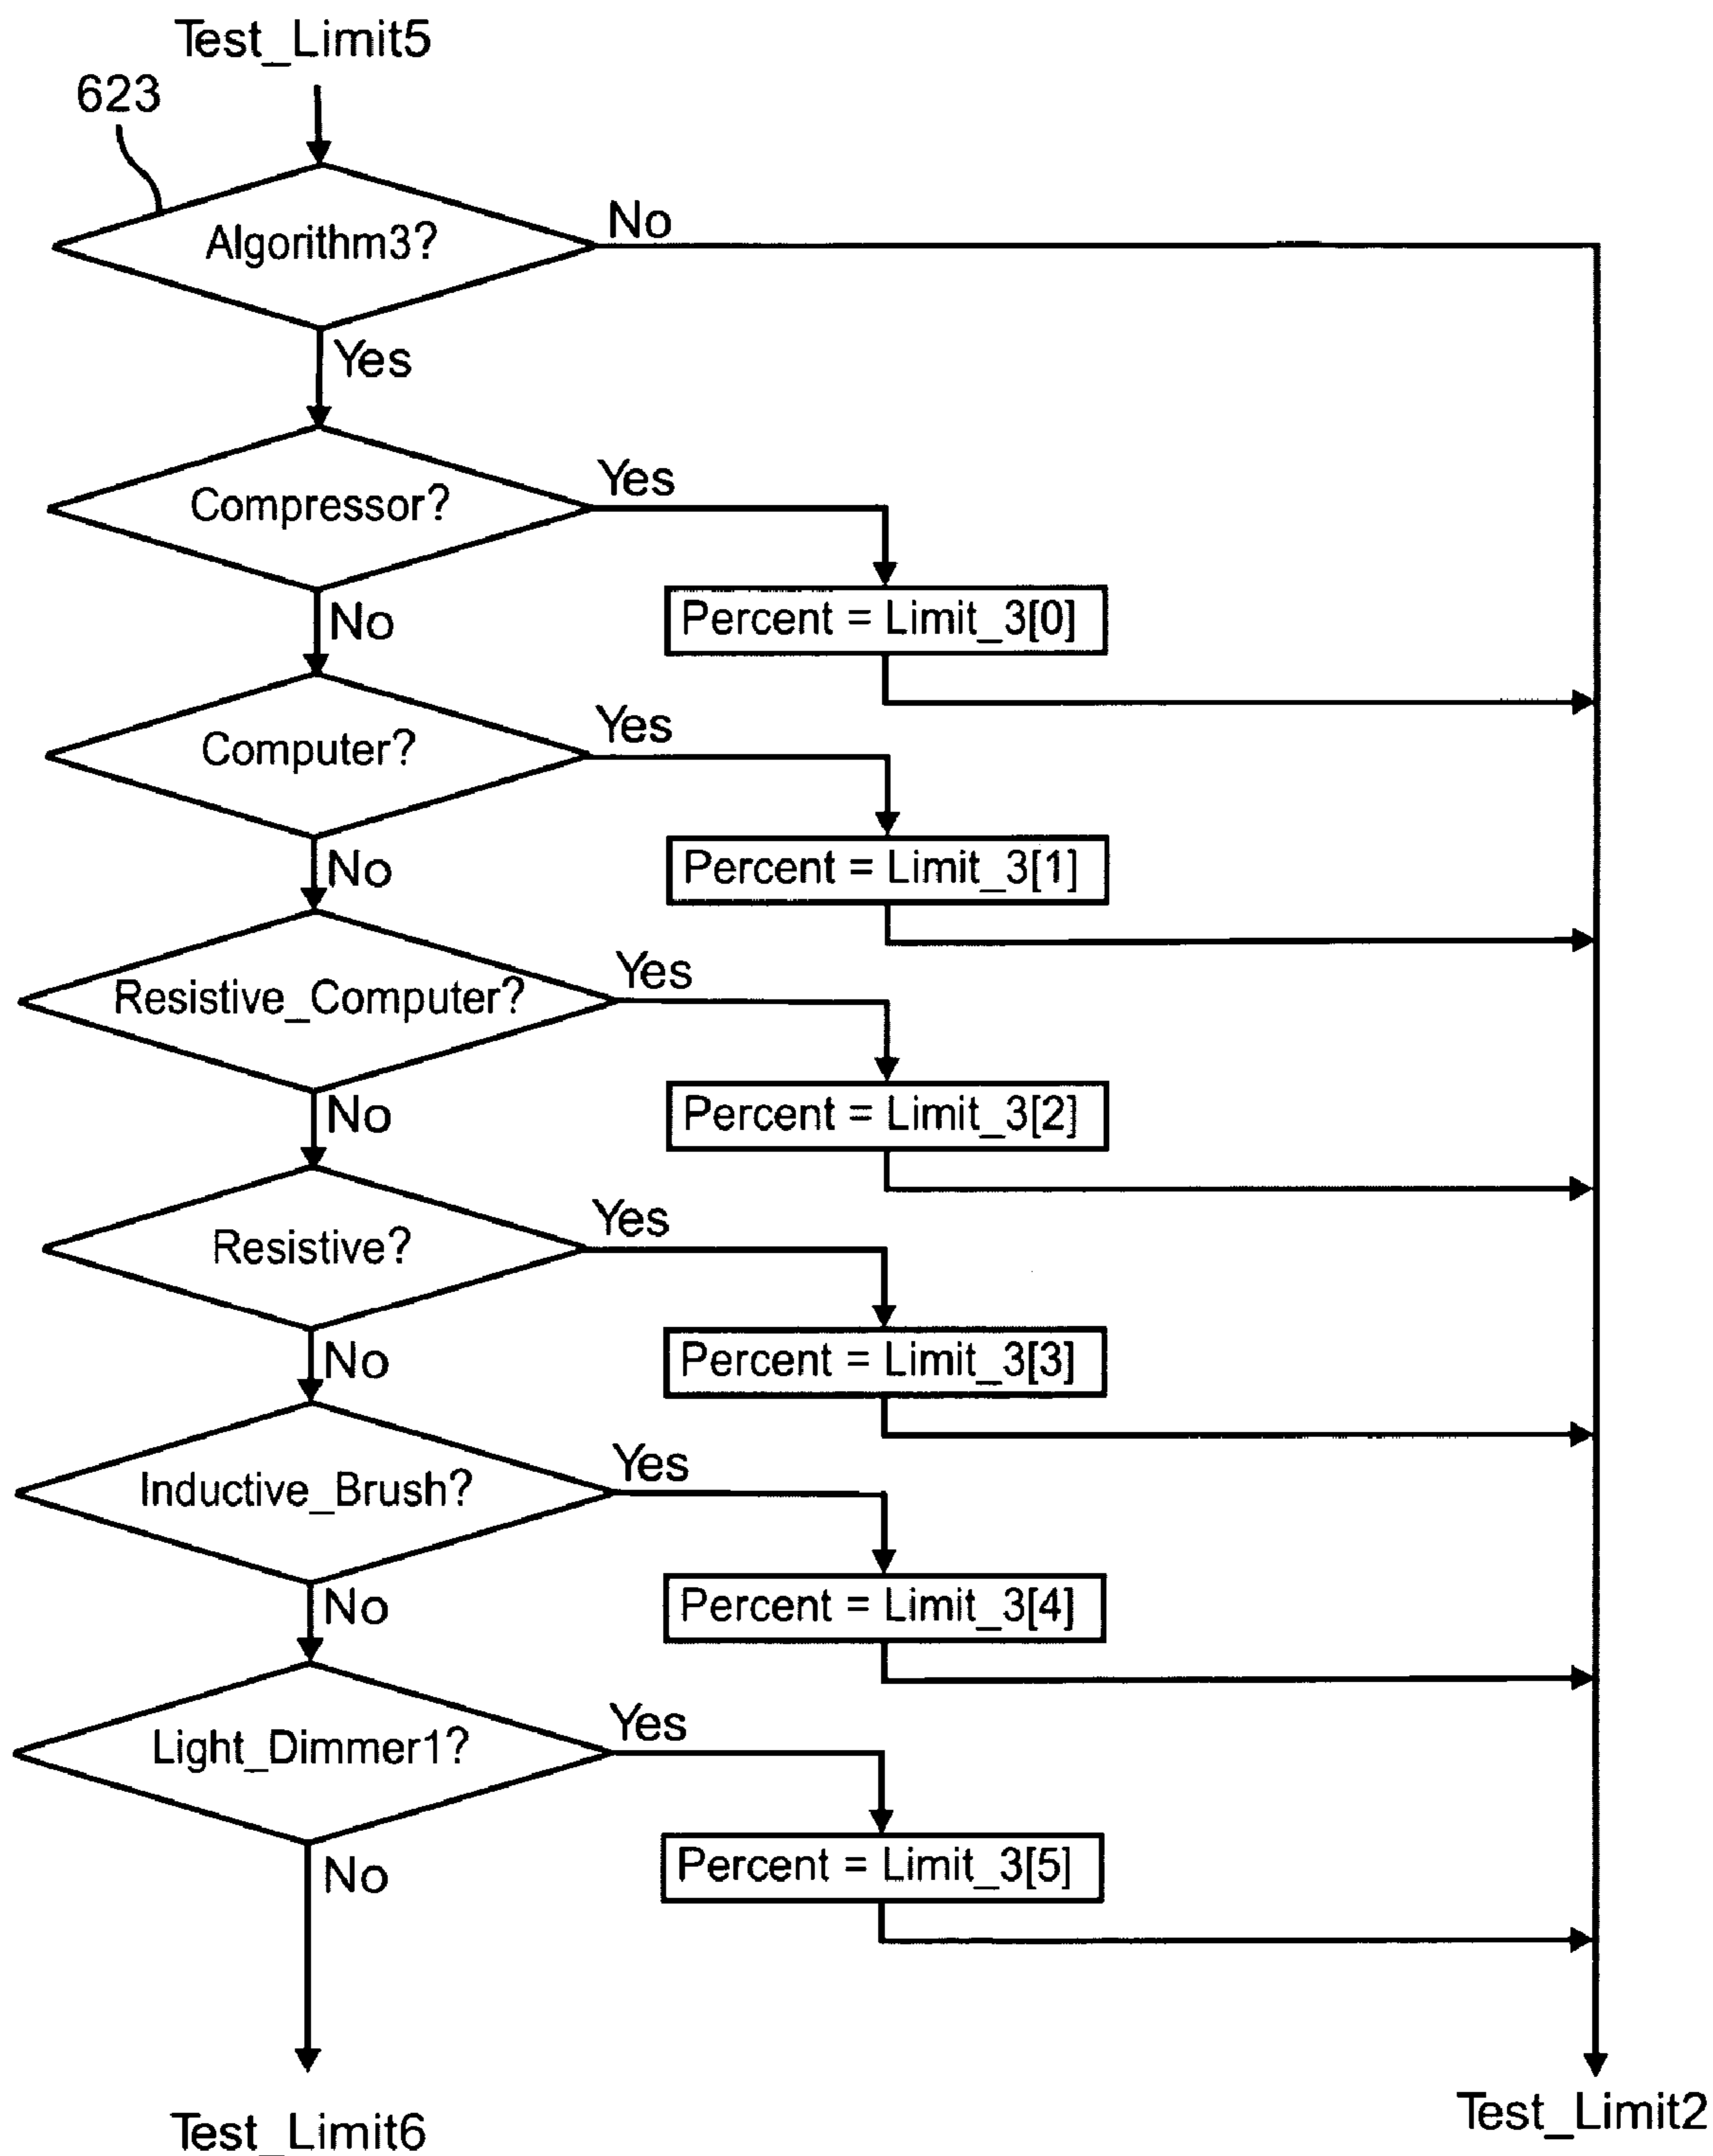 Test_Limit5
623
Algorithm3?
No
Yes
Compressor?
Yes
No
Percent = Limit_3[0]
Computer?
Yes
No
Percent = Limit_3[1]
Resistive_Computer?
Yes
No
Percent = Limit_3[2]
Resistive?
Yes
No
Percent = Limit_3[3]
Inductive_Brush?
Yes
No
Percent = Limit_3[4]
Light_Dimmer1?
Yes
No
Percent = Limit_3[5]
Test_Limit6
Test_Limit2